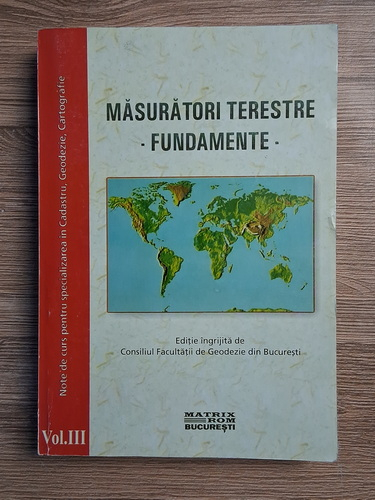 MĂSURĂTORI TERESTRE
- FUNDAMENTE -
Ediție îngrijită de
Consiliul Facultății de Geodezie din București
MATRIX
ROM
BUCUREȘTI
Note de curs pentru specializarea în Cadastru, Geodezie, Cartografie
Vol.III